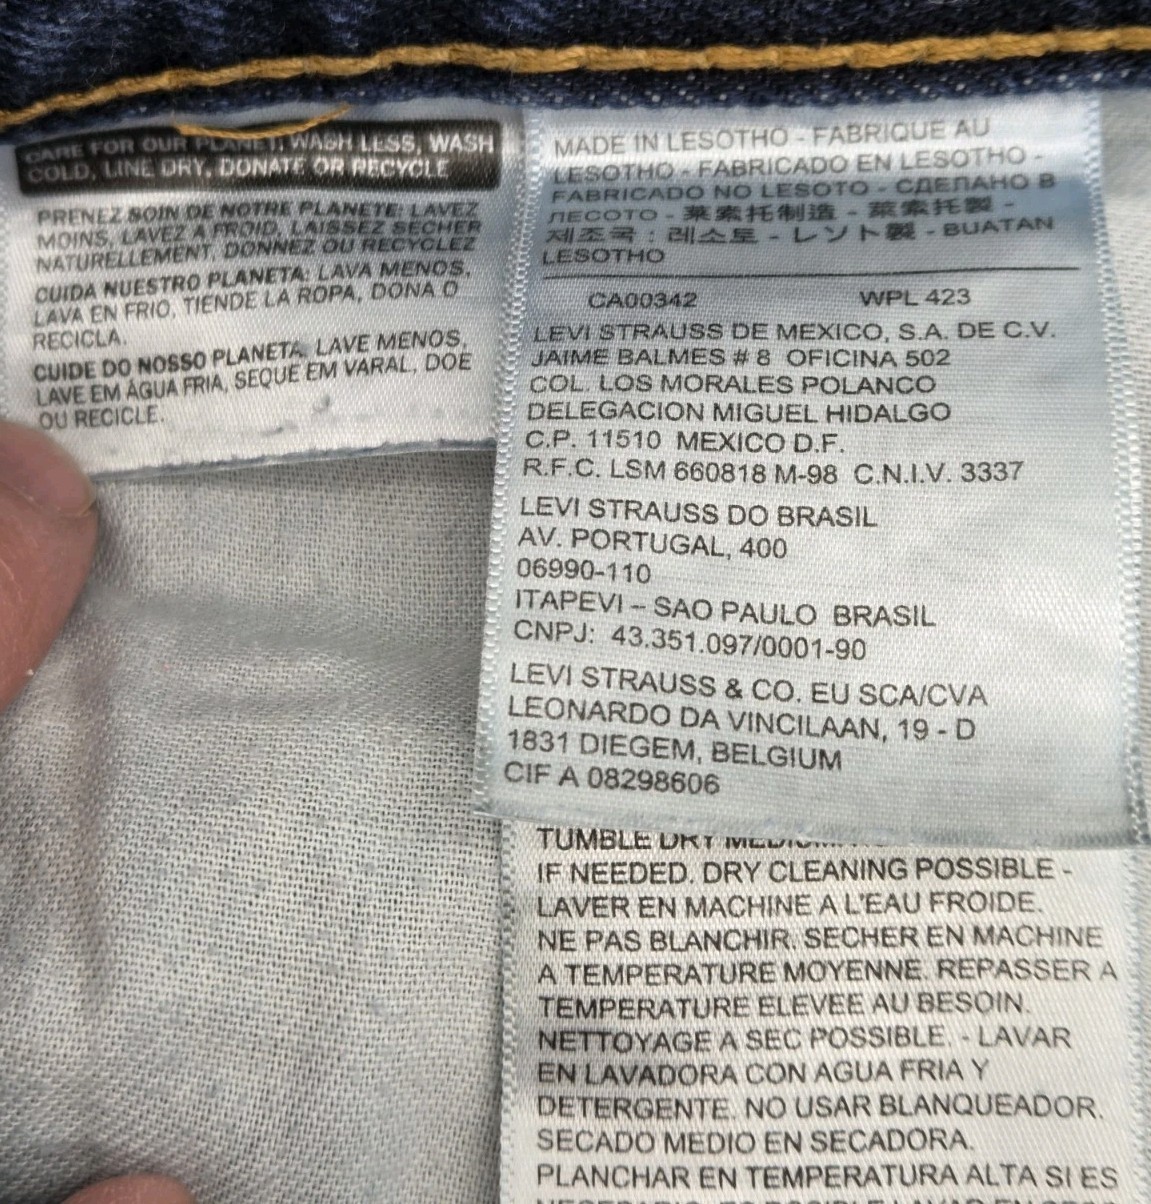 CARE FOR OUR PLANET: WASH LESS, WASH
COLD, LINE DRY, DONATE OR RECYCLE
PRENEZ SOIN DE NOTRE PLANETE: LAVEZ
MOINS, LAVEZ A FROID, LAISSEZ SECHER
NATURELLEMENT, DONNEZ OU RECYCLEZ
CUIDA NUESTRO PLANETA: LAVA MENOS,
LAVA EN FRIO, TIENDE LA ROPA, DONA O
RECICLA.
CUIDE DO NOSSO PLANETA, LAVE MENOS,
LAVE EM ÁGUA FRIA, SEQUE EM VARAL, DOE
OU RECICLE.
MADE IN LESOTHO - FABRIQUE AU
LESOTHO - FABRICADO EN LESOTHO -
FABRICADO NO LESOTO - СДЕЛАНО В
ЛЕСОТО - 莱索托制造 - 萊索托製 -
제조국 : 레소토 - レソト製 - BUATAN
LESOTHO
CA00342 WPL 423
LEVI STRAUSS DE MEXICO, S.A. DE C.V.
JAIME BALMES # 8 OFICINA 502
COL. LOS MORALES POLANCO
DELEGACION MIGUEL HIDALGO
C.P. 11510 MEXICO D.F.
R.F.C. LSM 660818 M-98 C.N.I.V. 3337
LEVI STRAUSS DO BRASIL
AV. PORTUGAL, 400
06990-110
ITAPEVI – SAO PAULO BRASIL
CNPJ: 43.351.097/0001-90
LEVI STRAUSS & CO. EU SCA/CVA
LEONARDO DA VINCILAAN, 19 - D
1831 DIEGEM, BELGIUM
CIF A 08298606
TUMBLE DRY MEDIUM
IF NEEDED. DRY CLEANING POSSIBLE -
LAVER EN MACHINE A L'EAU FROIDE.
NE PAS BLANCHIR. SECHER EN MACHINE
A TEMPERATURE MOYENNE. REPASSER A
TEMPERATURE ELEVEE AU BESOIN.
NETTOYAGE A SEC POSSIBLE. - LAVAR
EN LAVADORA CON AGUA FRIA Y
DETERGENTE. NO USAR BLANQUEADOR.
SECADO MEDIO EN SECADORA.
PLANCHAR EN TEMPERATURA ALTA SI ES